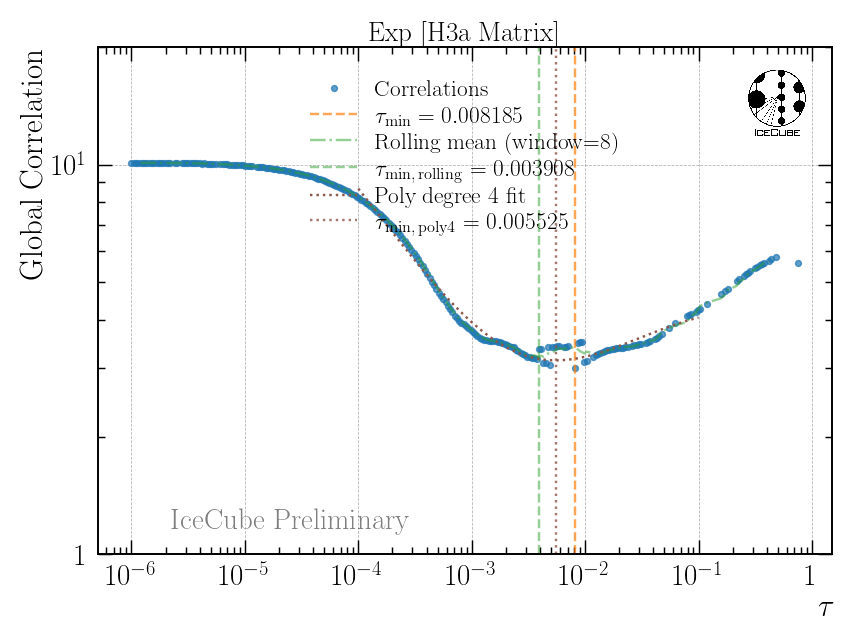 Exp [H3a Matrix]
Global Correlation
10¹
1
Correlations
τ_min = 0.008185
Rolling mean (window=8)
τ_min, rolling = 0.003908
Poly degree 4 fit
τ_min, poly4 = 0.005525
ICECUBE
IceCube Preliminary
10⁻⁶ 10⁻⁵ 10⁻⁴ 10⁻³ 10⁻² 10⁻¹ 1
τ